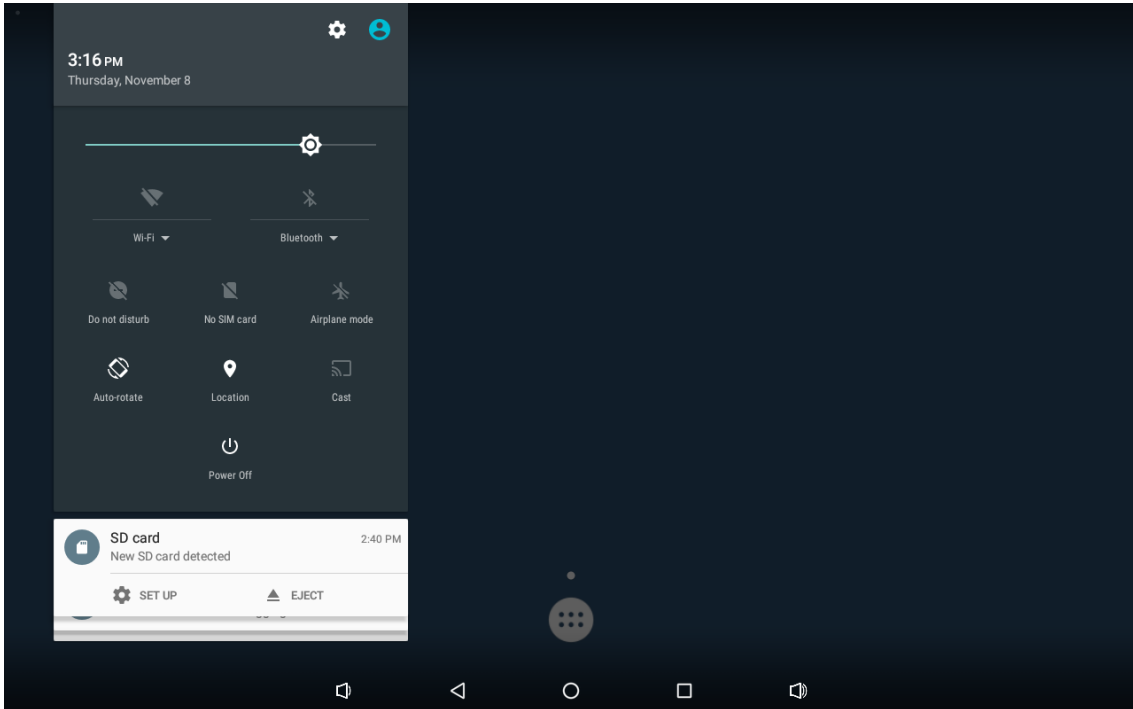 3:16 PM
Thursday, November 8
Wi-Fi
Bluetooth
Do not disturb
No SIM card
Airplane mode
Auto-rotate
Location
Cast
Power Off
SD card
2:40 PM
New SD card detected
SET UP
EJECT